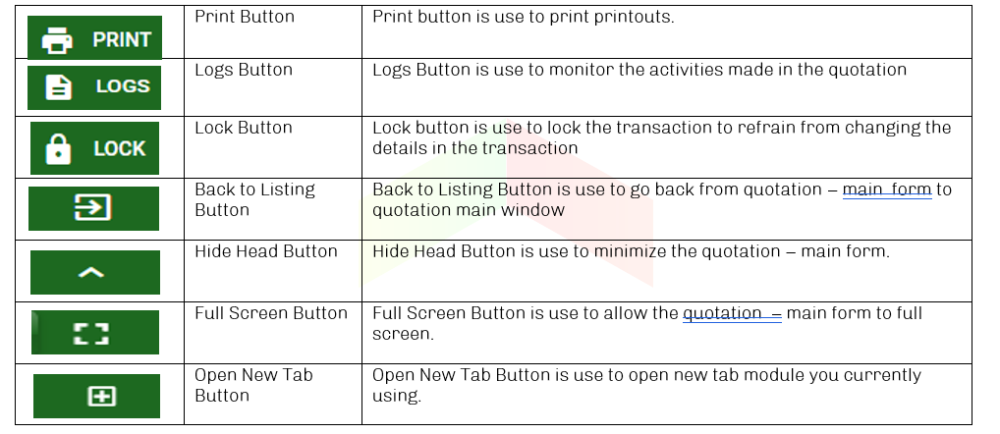 PRINT
Print Button
Print button is use to print printouts.
LOGS
Logs Button
Logs Button is use to monitor the activities made in the quotation
LOCK
Lock Button
Lock button is use to lock the transaction to refrain from changing the
details in the transaction
Back to Listing
Button
Back to Listing Button is use to go back from quotation – main form to
quotation main window
Hide Head Button
Hide Head Button is use to minimize the quotation – main form.
Full Screen Button
Full Screen Button is use to allow the quotation – main form to full
screen.
Open New Tab
Button
Open New Tab Button is use to open new tab module you currently
using.